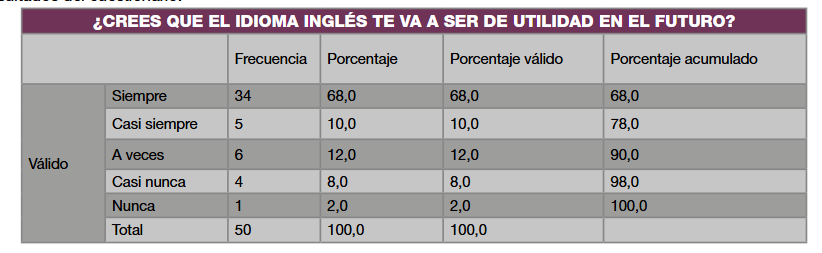 resultados del cuestionario.
¿CREES QUE EL IDIOMA INGLÉS TE VA A SER DE UTILIDAD EN EL FUTURO?
Frecuencia Porcentaje Porcentaje válido Porcentaje acumulado
Válido
Siempre 34 68,0 68,0 68,0
Casi siempre 5 10,0 10,0 78,0
A veces 6 12,0 12,0 90,0
Casi nunca 4 8,0 8,0 98,0
Nunca 1 2,0 2,0 100,0
Total 50 100,0 100,0